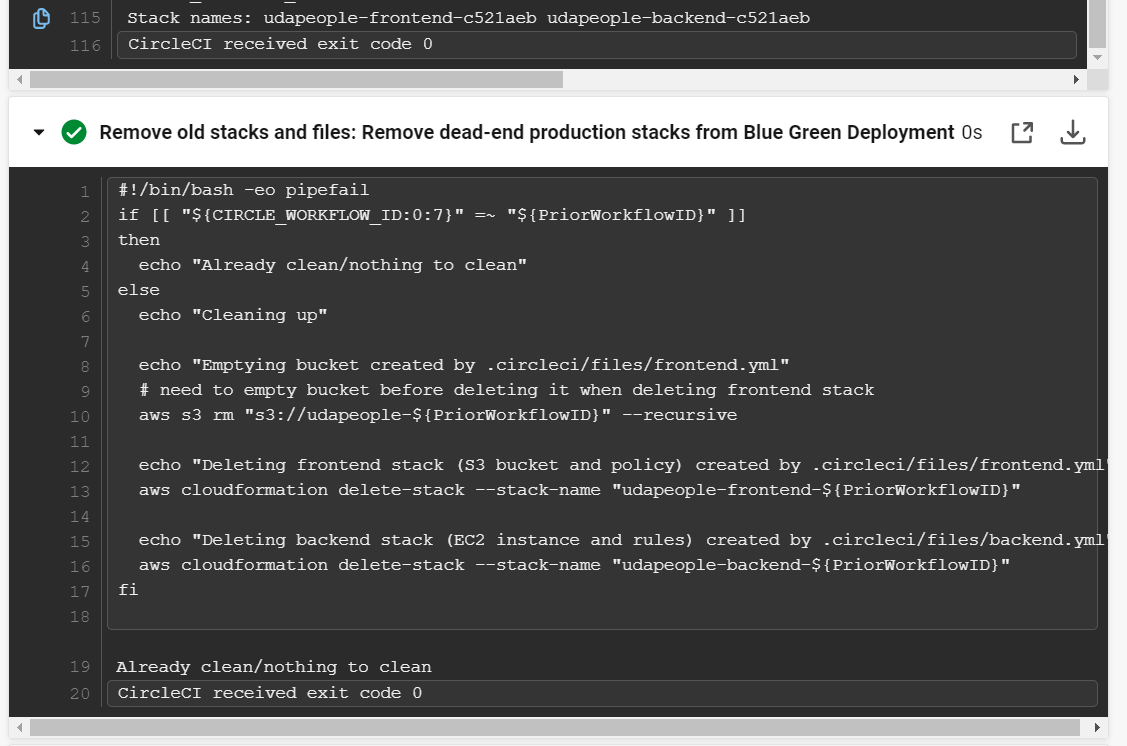 115 Stack names: udapeople-frontend-c521aeb udapeople-backend-c521aeb
116 CircleCI received exit code 0
Remove old stacks and files: Remove dead-end production stacks from Blue Green Deployment 0s
1 #!/bin/bash -eo pipefail
2 if [[ "${CIRCLE_WORKFLOW_ID:0:7}" =~ "${PriorWorkflowID}" ]]
3 then
4   echo "Already clean/nothing to clean"
5 else
6   echo "Cleaning up"
7
8   echo "Emptying bucket created by .circleci/files/frontend.yml"
9   # need to empty bucket before deleting it when deleting frontend stack
10   aws s3 rm "s3://udapeople-${PriorWorkflowID}" --recursive
11
12   echo "Deleting frontend stack (S3 bucket and policy) created by .circleci/files/frontend.yml"
13   aws cloudformation delete-stack --stack-name "udapeople-frontend-${PriorWorkflowID}"
14
15   echo "Deleting backend stack (EC2 instance and rules) created by .circleci/files/backend.yml"
16   aws cloudformation delete-stack --stack-name "udapeople-backend-${PriorWorkflowID}"
17 fi
18
19 Already clean/nothing to clean
20 CircleCI received exit code 0